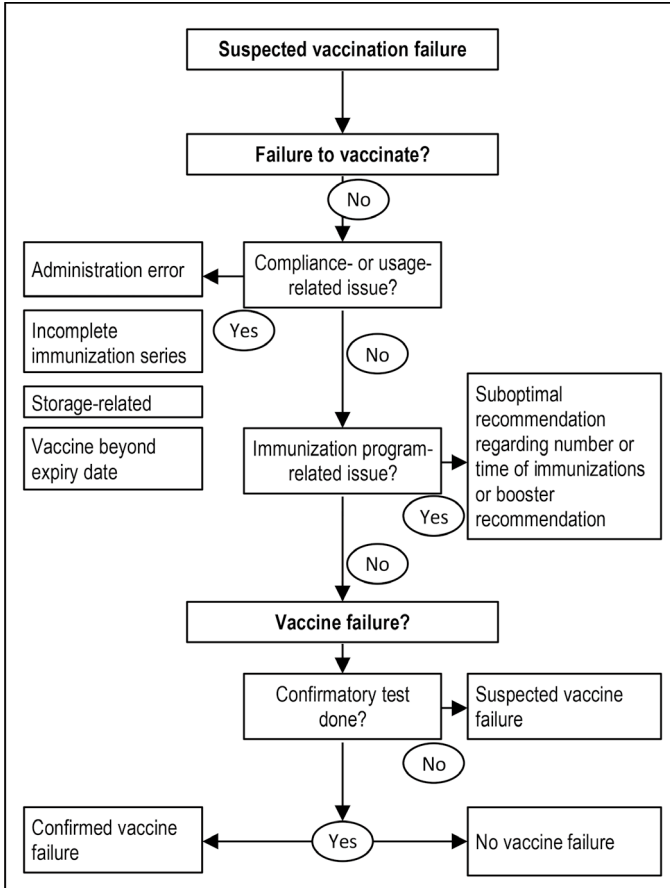 Suspected vaccination failure
Failure to vaccinate?
No
Administration error
Compliance- or usage-
related issue?
Yes
Incomplete
immunization series
No
Storage-related
Vaccine beyond
expiry date
Immunization program-
related issue?
Suboptimal
recommendation
regarding number or
time of immunizations
or booster
recommendation
Yes
No
Vaccine failure?
Confirmatory test
done?
Suspected vaccine
failure
No
Confirmed vaccine
failure
Yes
No vaccine failure